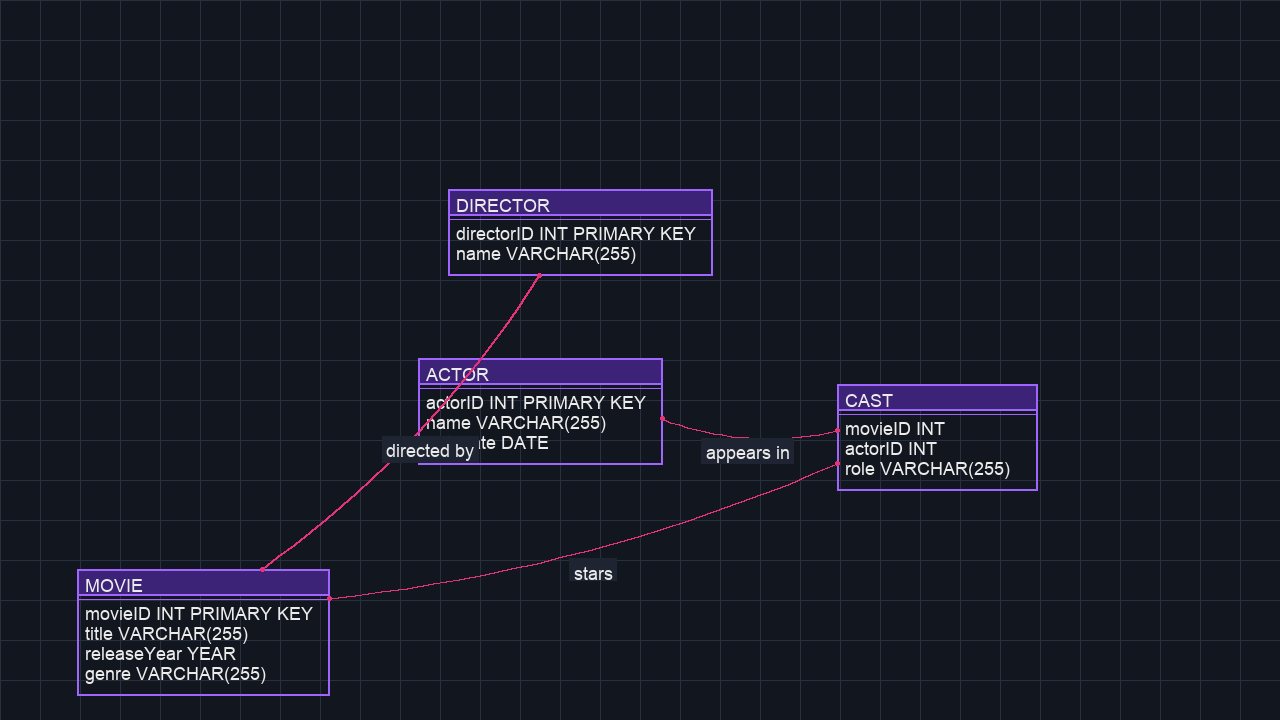 DIRECTOR
directorID INT PRIMARY KEY
name VARCHAR(255)
ACTOR
actorID INT PRIMARY KEY
name VARCHAR(255)
DATE
directed by
appears in
CAST
movieID INT
actorID INT
role VARCHAR(255)
stars
MOVIE
movieID INT PRIMARY KEY
title VARCHAR(255)
releaseYear YEAR
genre VARCHAR(255)